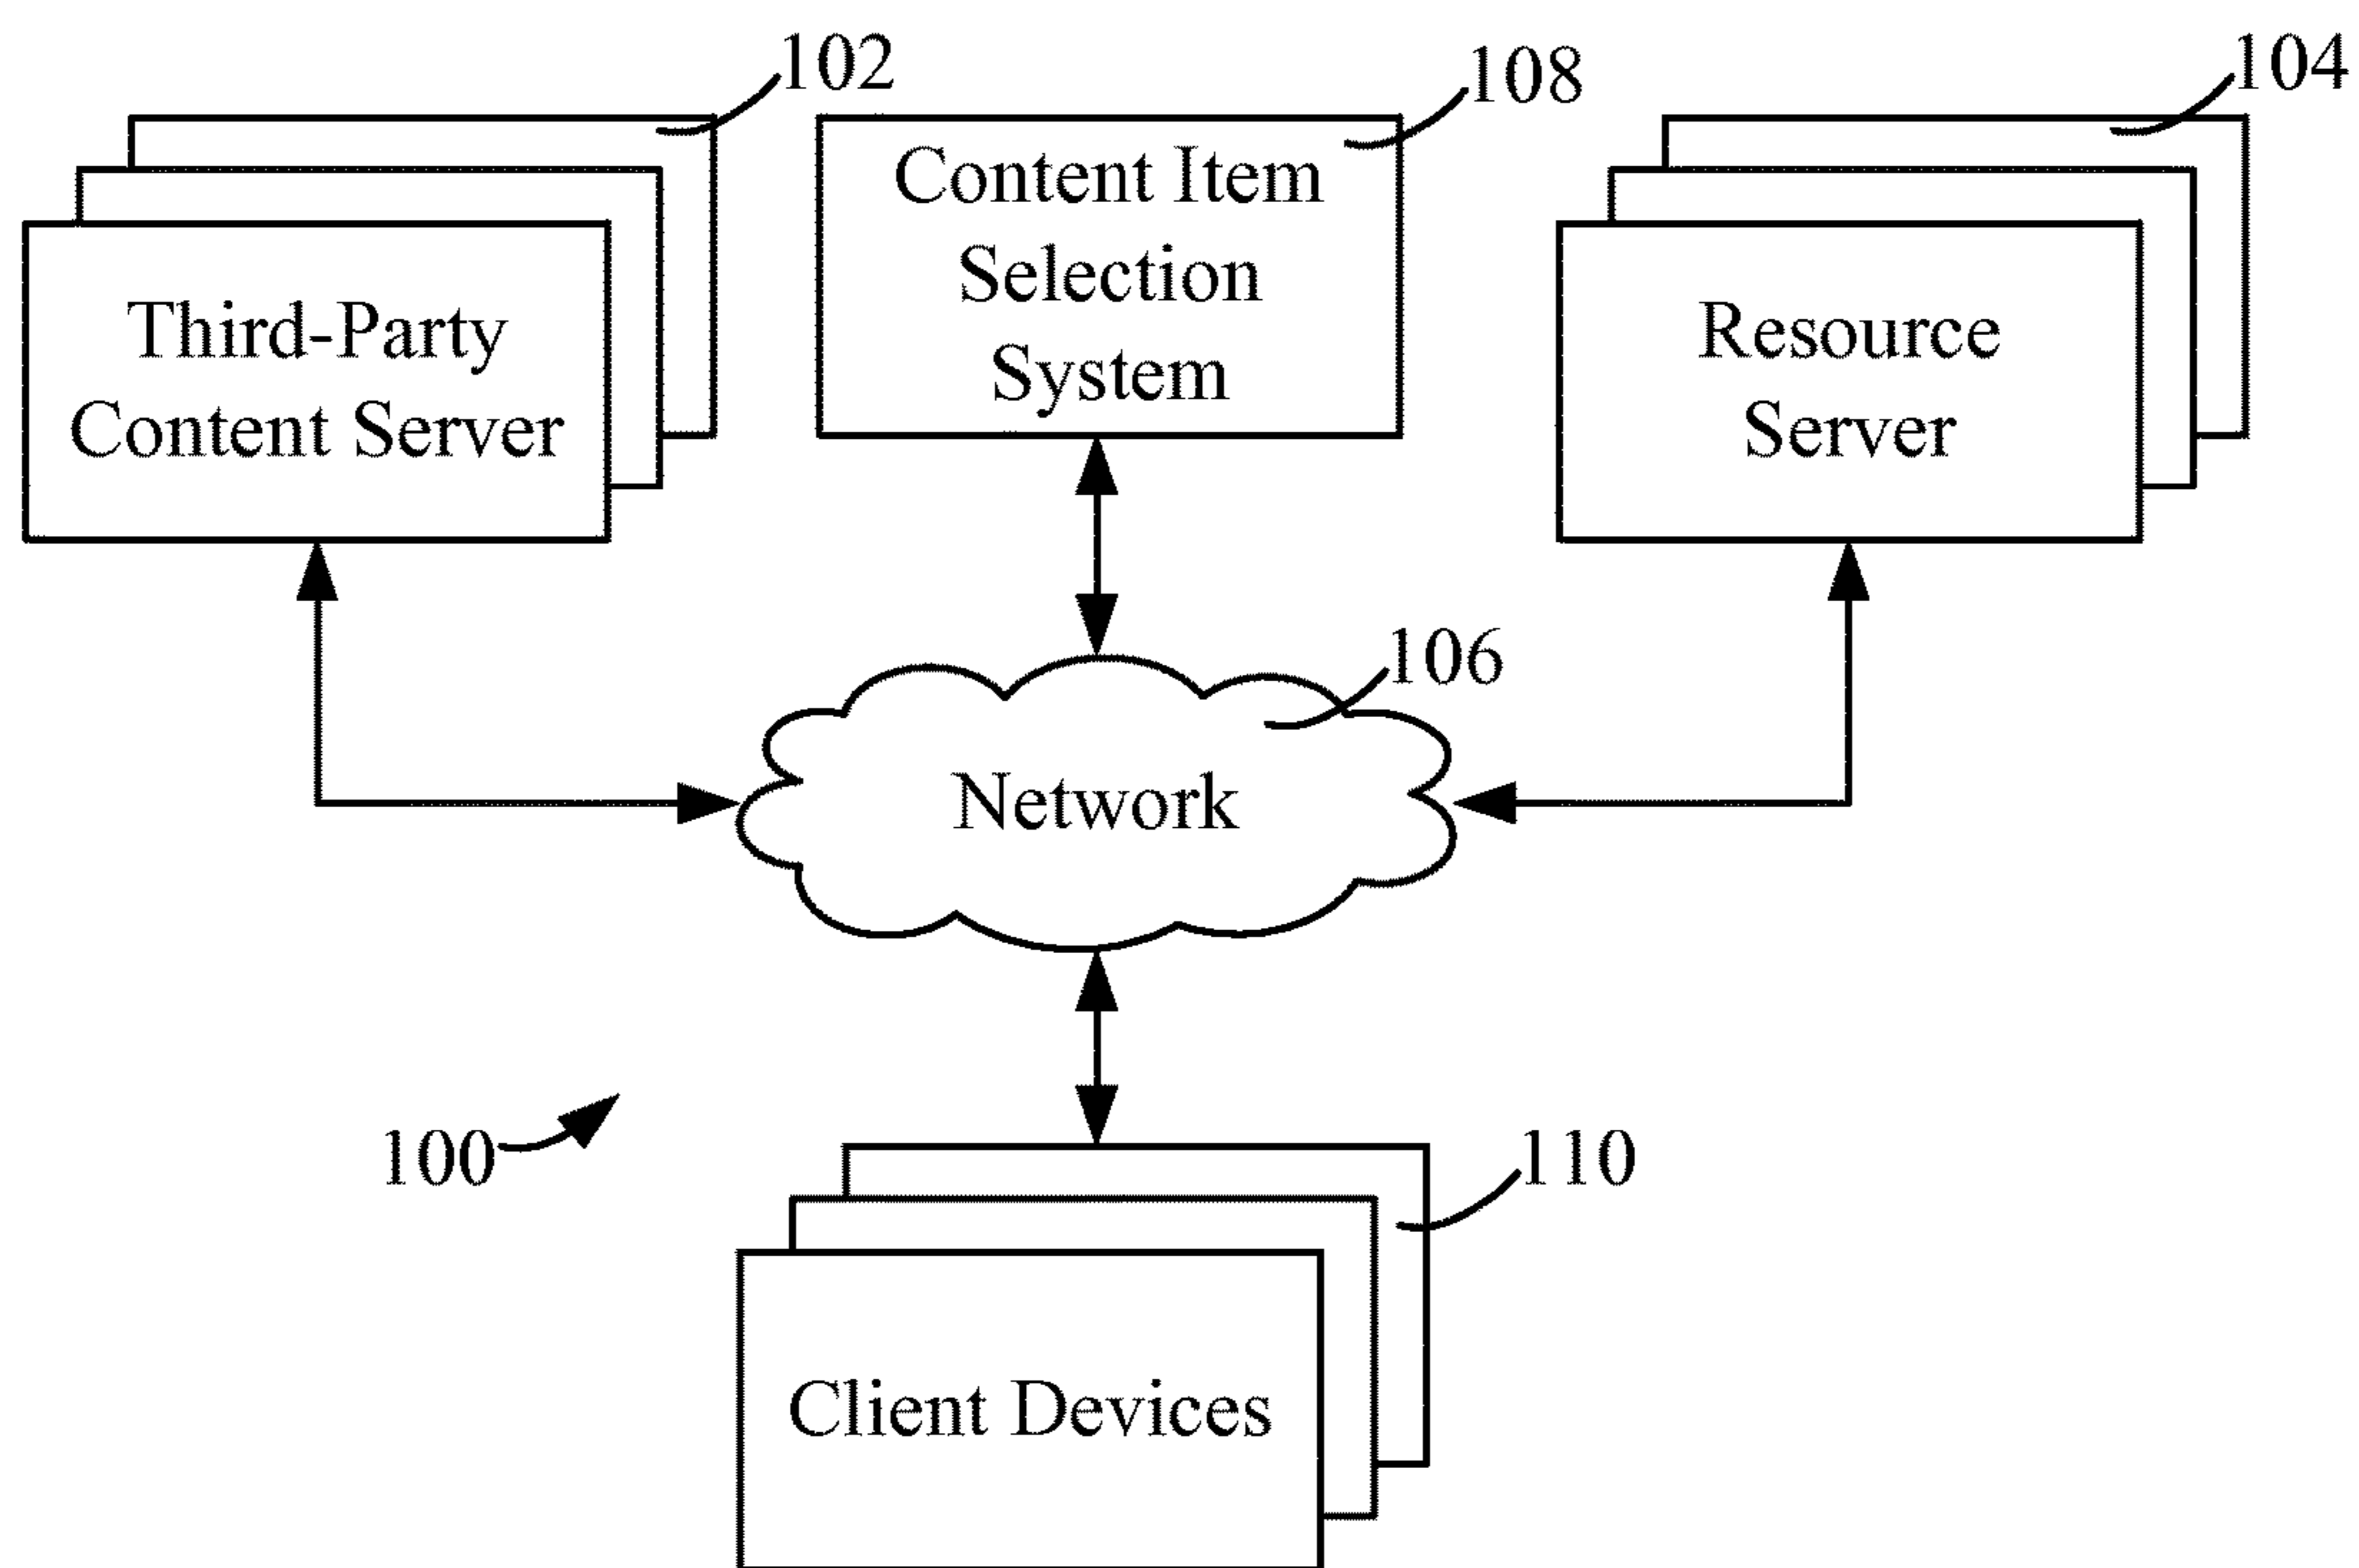 102
108
104
Third-Party
Content Server
Content Item
Selection
System
Resource
Server
106
Network
100
110
Client Devices